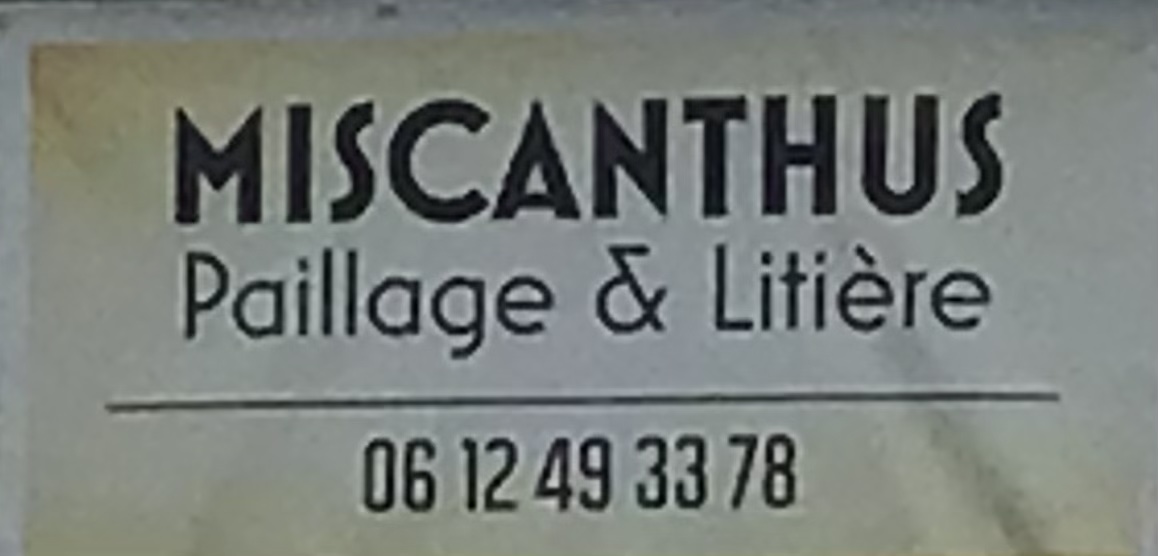 MISCANTHUS
Paillage & Litière
06 12 49 33 78